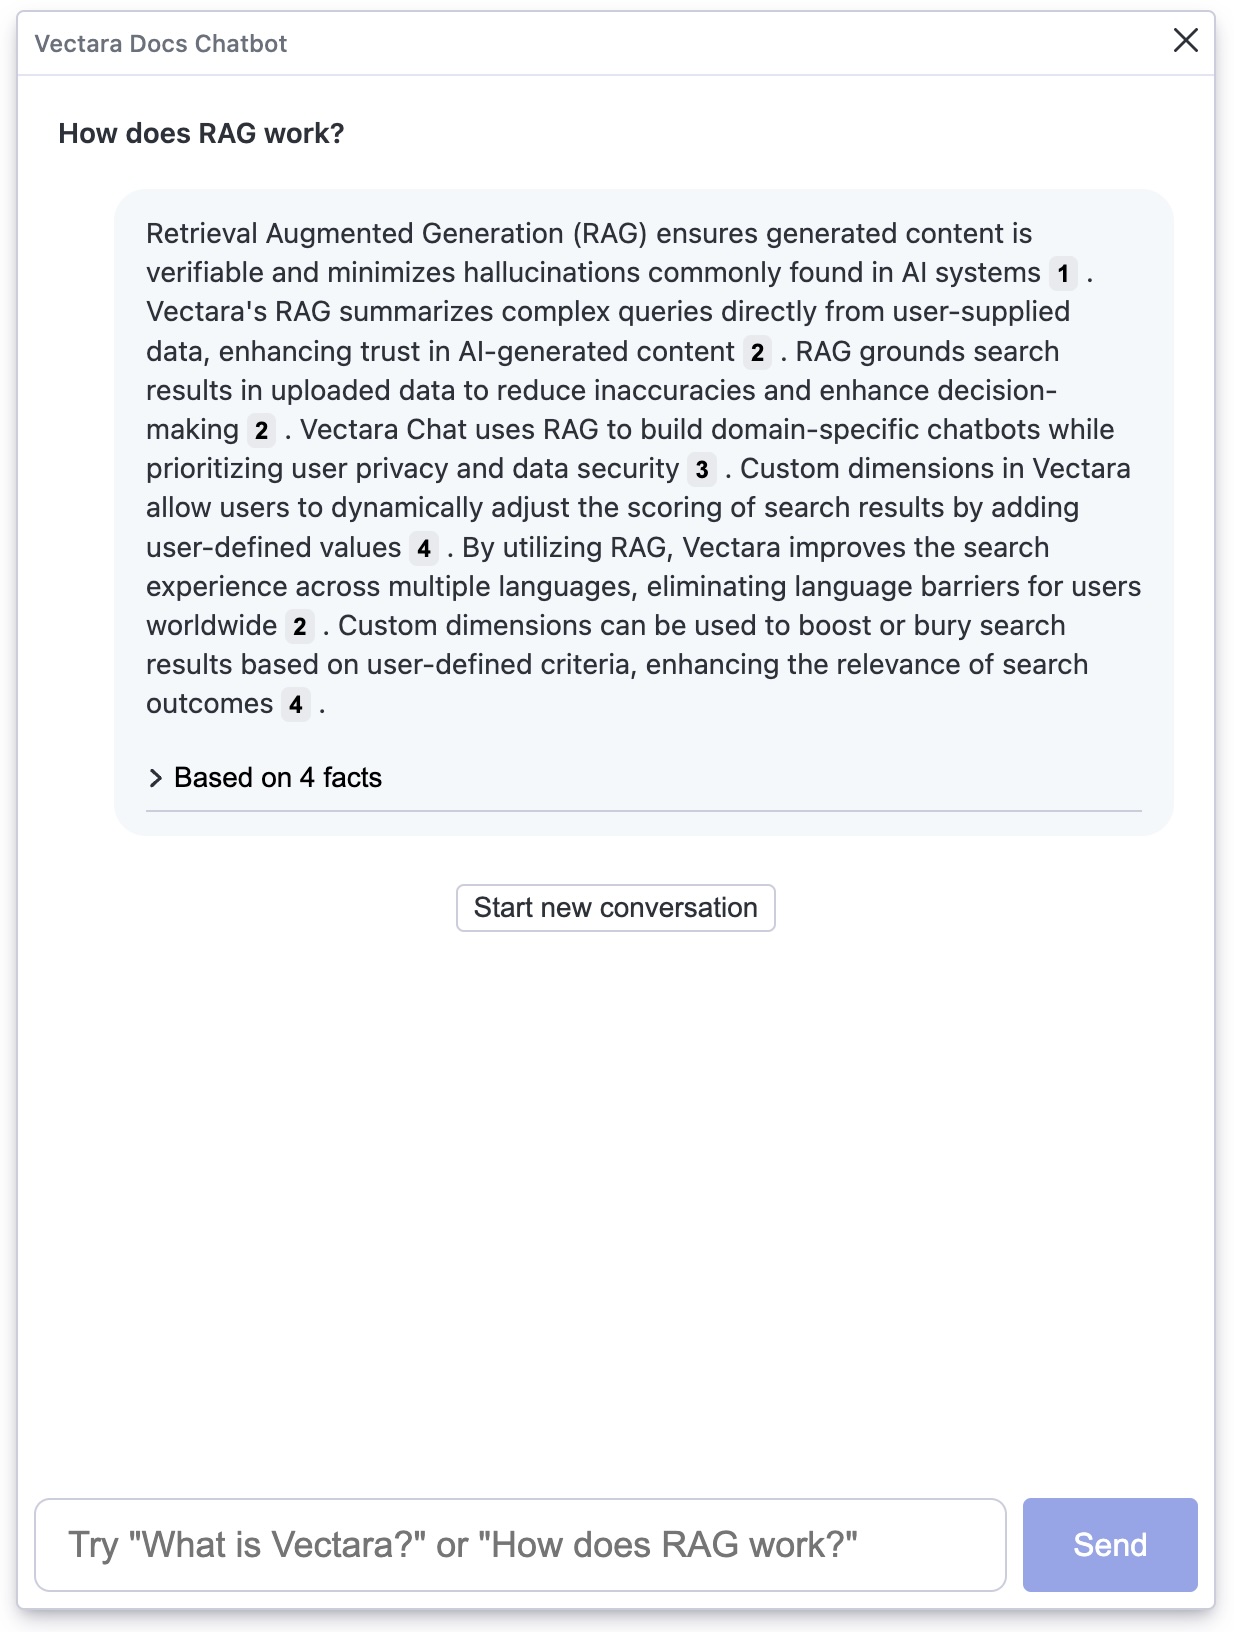 Vectara Docs Chatbot
How does RAG work?
Retrieval Augmented Generation (RAG) ensures generated content is
verifiable and minimizes hallucinations commonly found in AI systems 1 .
Vectara's RAG summarizes complex queries directly from user-supplied
data, enhancing trust in AI-generated content 2 . RAG grounds search
results in uploaded data to reduce inaccuracies and enhance decision-
making 2 . Vectara Chat uses RAG to build domain-specific chatbots while
prioritizing user privacy and data security 3 . Custom dimensions in Vectara
allow users to dynamically adjust the scoring of search results by adding
user-defined values 4 . By utilizing RAG, Vectara improves the search
experience across multiple languages, eliminating language barriers for users
worldwide 2 . Custom dimensions can be used to boost or bury search
results based on user-defined criteria, enhancing the relevance of search
outcomes 4 .
Based on 4 facts
Start new conversation
Try "What is Vectara?" or "How does RAG work?"
Send